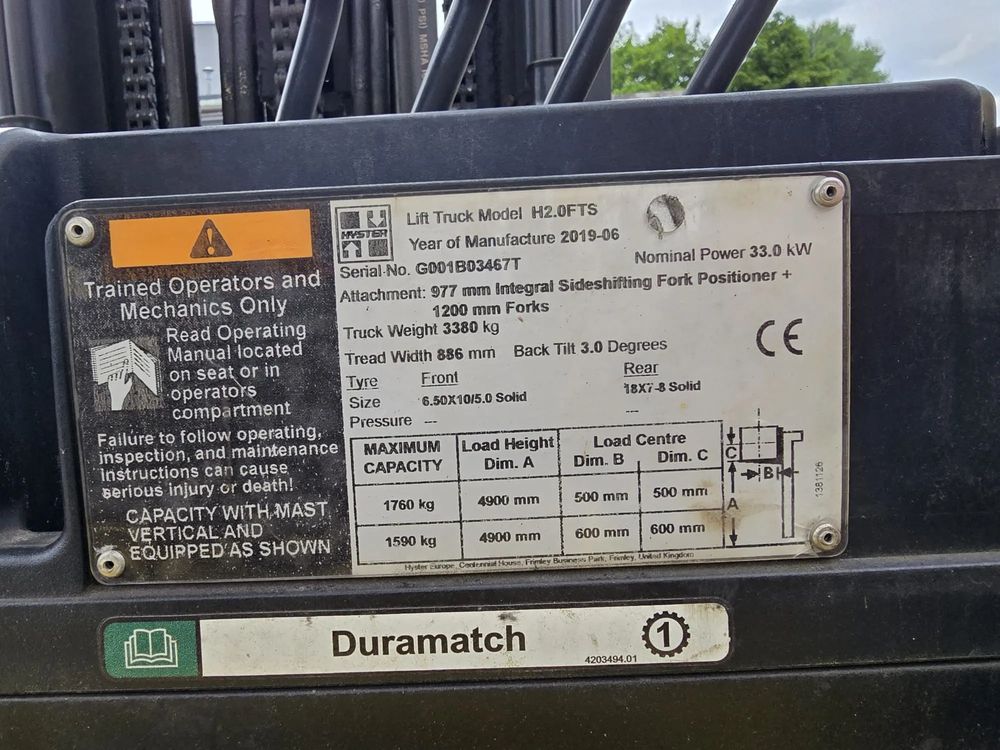 PSI) MSHA
Trained Operators and
Mechanics Only
Read Operating
Manual located
on seat or in
operators
compartment
Failure to follow operating,
inspection, and maintenance
instructions can cause
serious injury or death!
CAPACITY WITH MAST
VERTICAL AND
EQUIPPED AS SHOWN
HYSTER
Lift Truck Model H2.0FTS
Year of Manufacture 2019-06
Nominal Power 33.0 kW
Serial No. G001B03467T
Attachment: 977 mm Integral Sideshifting Fork Positioner +
1200 mm Forks
Truck Weight 3380 kg
CE
Tread Width 886 mm Back Tilt 3.0 Degrees
Tyre Front Rear
Size 6.50X10/5.0 Solid 18X7-8 Solid
Pressure --- ---
MAXIMUM CAPACITY Load Height Dim. A Load Centre Dim. B Dim. C
1760 kg 4900 mm 500 mm 500 mm
1590 kg 4900 mm 600 mm 600 mm
C
B
A
1381126
Hyster Europe, Centennial House, Frimley Business Park, Frimley, United Kingdom
Duramatch
4203494.01
1